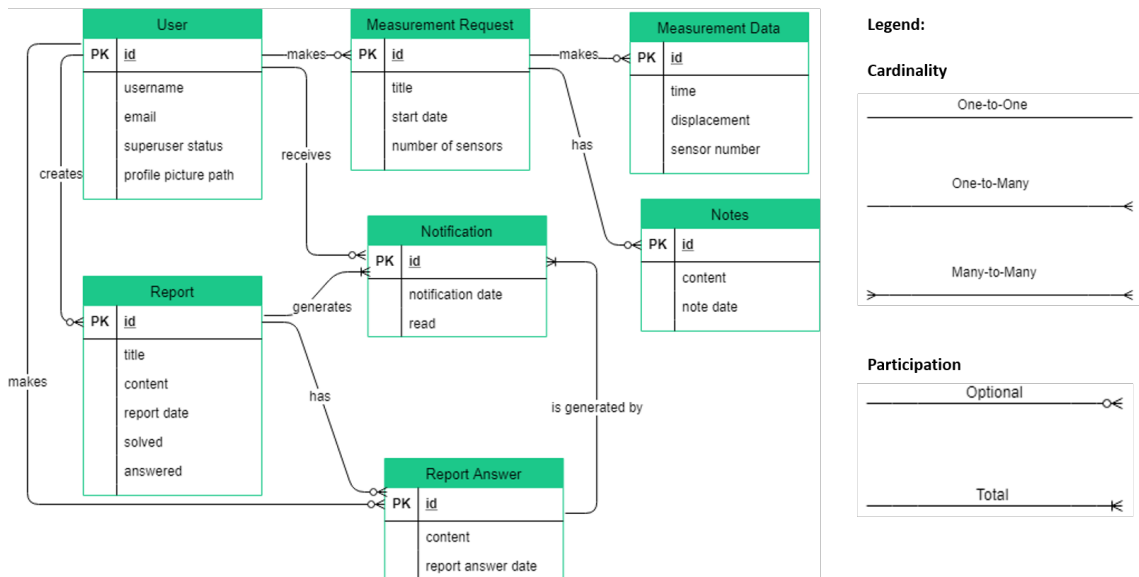 User
PK id
username
email
superuser status
profile picture path
makes
Measurement Request
PK id
title
start date
number of sensors
makes
Measurement Data
PK id
time
displacement
sensor number
creates
receives
has
Notification
PK id
notification date
read
Notes
PK id
content
note date
Report
PK id
title
content
report date
solved
answered
generates
makes
has
is generated by
Report Answer
PK id
content
report answer date
Legend:
Cardinality
One-to-One
One-to-Many
Many-to-Many
Participation
Optional
Total